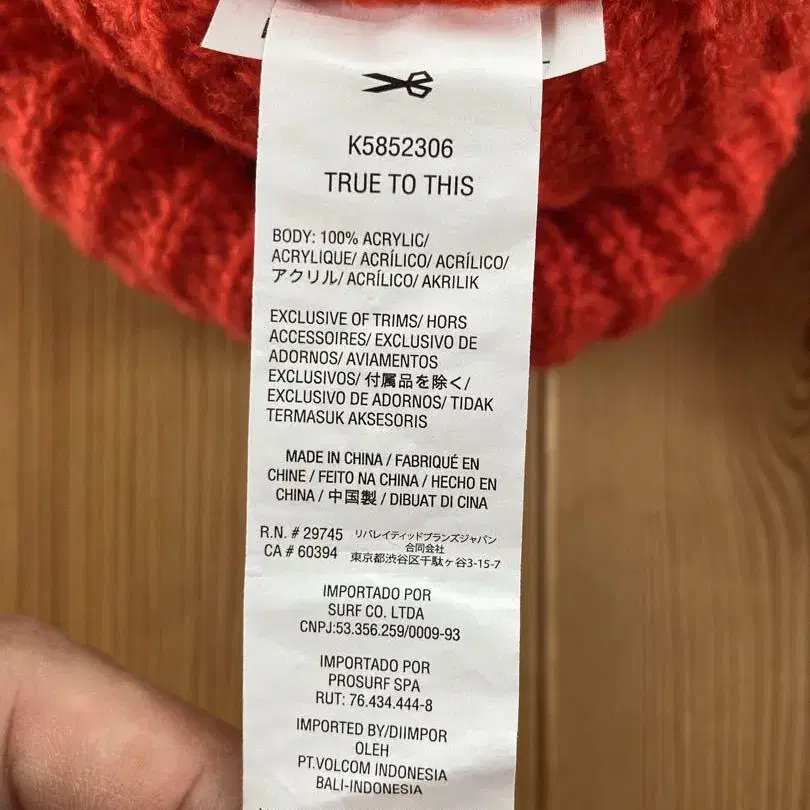 K5852306
TRUE TO THIS
BODY: 100% ACRYLIC/
ACRYLIQUE/ ACRÍLICO/ ACRÍLICO/
アクリル/ ACRÍLICO/ AKRILIK
EXCLUSIVE OF TRIMS/ HORS
ACCESSOIRES/ EXCLUSIVO DE
ADORNOS/ AVIAMENTOS
EXCLUSIVOS/ 付属品を除く/
EXCLUSIVO DE ADORNOS/ TIDAK
TERMASUK AKSESORIS
MADE IN CHINA / FABRIQUÉ EN
CHINE / FEITO NA CHINA / HECHO EN
CHINA / 中国製 / DIBUAT DI CINA
R.N. # 29745 リバレイティッドブランズジャパン
合同会社
CA # 60394 東京都渋谷区千駄ヶ谷3-15-7
IMPORTADO POR
SURF CO. LTDA
CNPJ:53.356.259/0009-93
IMPORTADO POR
PROSURF SPA
RUT: 76.434.444-8
IMPORTED BY/DIIMPOR
OLEH
PT.VOLCOM INDONESIA
BALI-INDONESIA